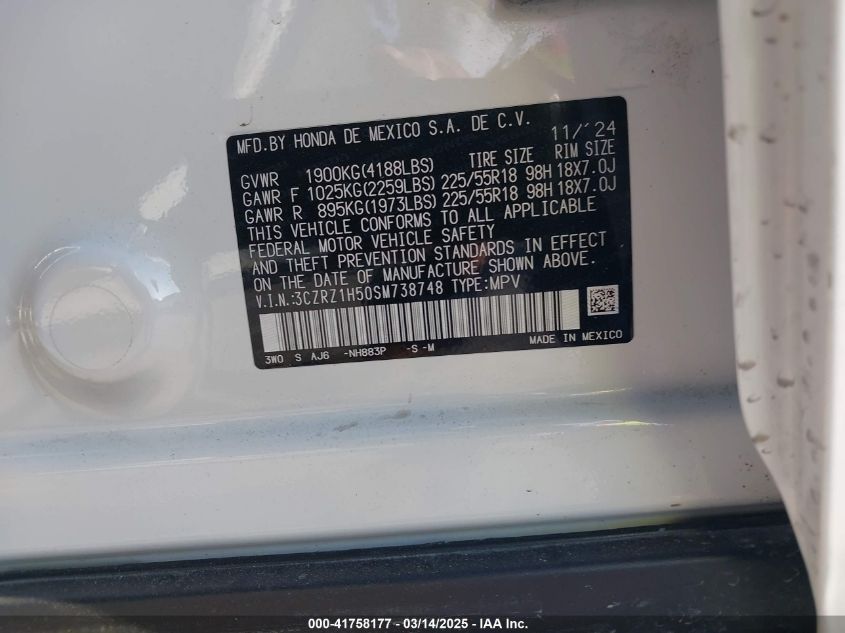 MFD.BY HONDA DE MEXICO S.A. DE C.V. 11/'24
GVWR 1900KG(4188LBS) TIRE SIZE RIM SIZE
GAWR F 1025KG(2259LBS) 225/55R18 98H 18X7.0J
GAWR R 895KG(1973LBS) 225/55R18 98H 18X7.0J
THIS VEHICLE CONFORMS TO ALL APPLICABLE
FEDERAL MOTOR VEHICLE SAFETY
AND THEFT PREVENTION STANDARDS IN EFFECT
ON THE DATE OF MANUFACTURE SHOWN ABOVE.
V.I.N.:3CZRZ1H50SM738748 TYPE:MPV
3WO S AJ6 -NH883P -S -M MADE IN MEXICO
000-41758177 - 03/14/2025 - IAA Inc.